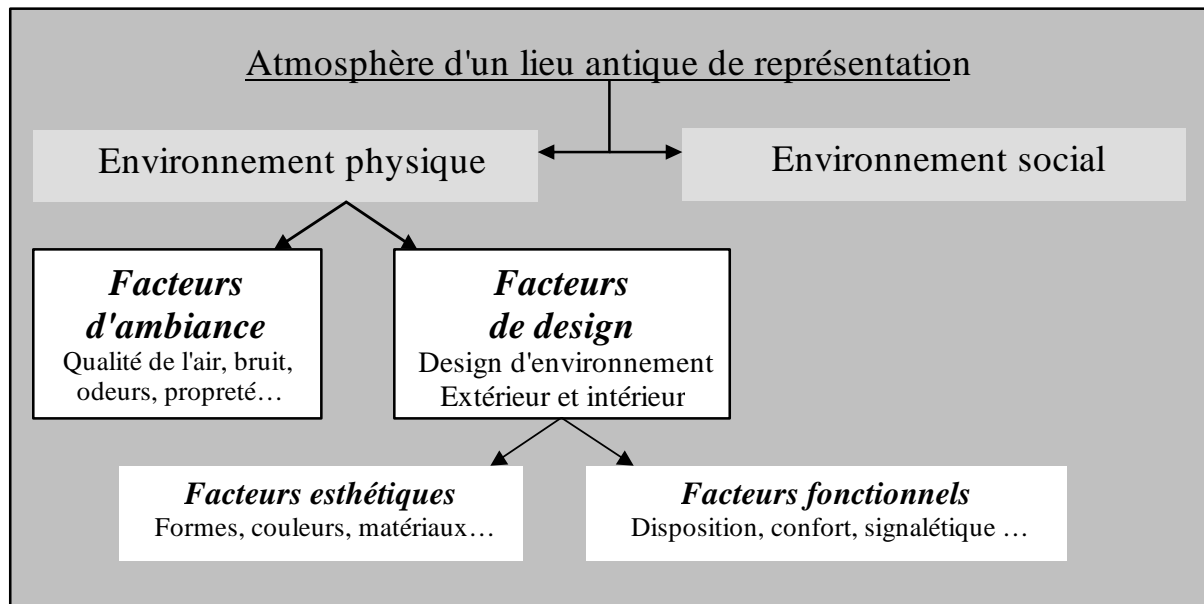 Atmosphère d'un lieu antique de représentation
Environnement physique
Environnement social
Facteurs
d'ambiance
Qualité de l'air, bruit,
odeurs, propreté…
Facteurs
de design
Design d'environnement
Extérieur et intérieur
Facteurs esthétiques
Formes, couleurs, matériaux…
Facteurs fonctionnels
Disposition, confort, signalétique …